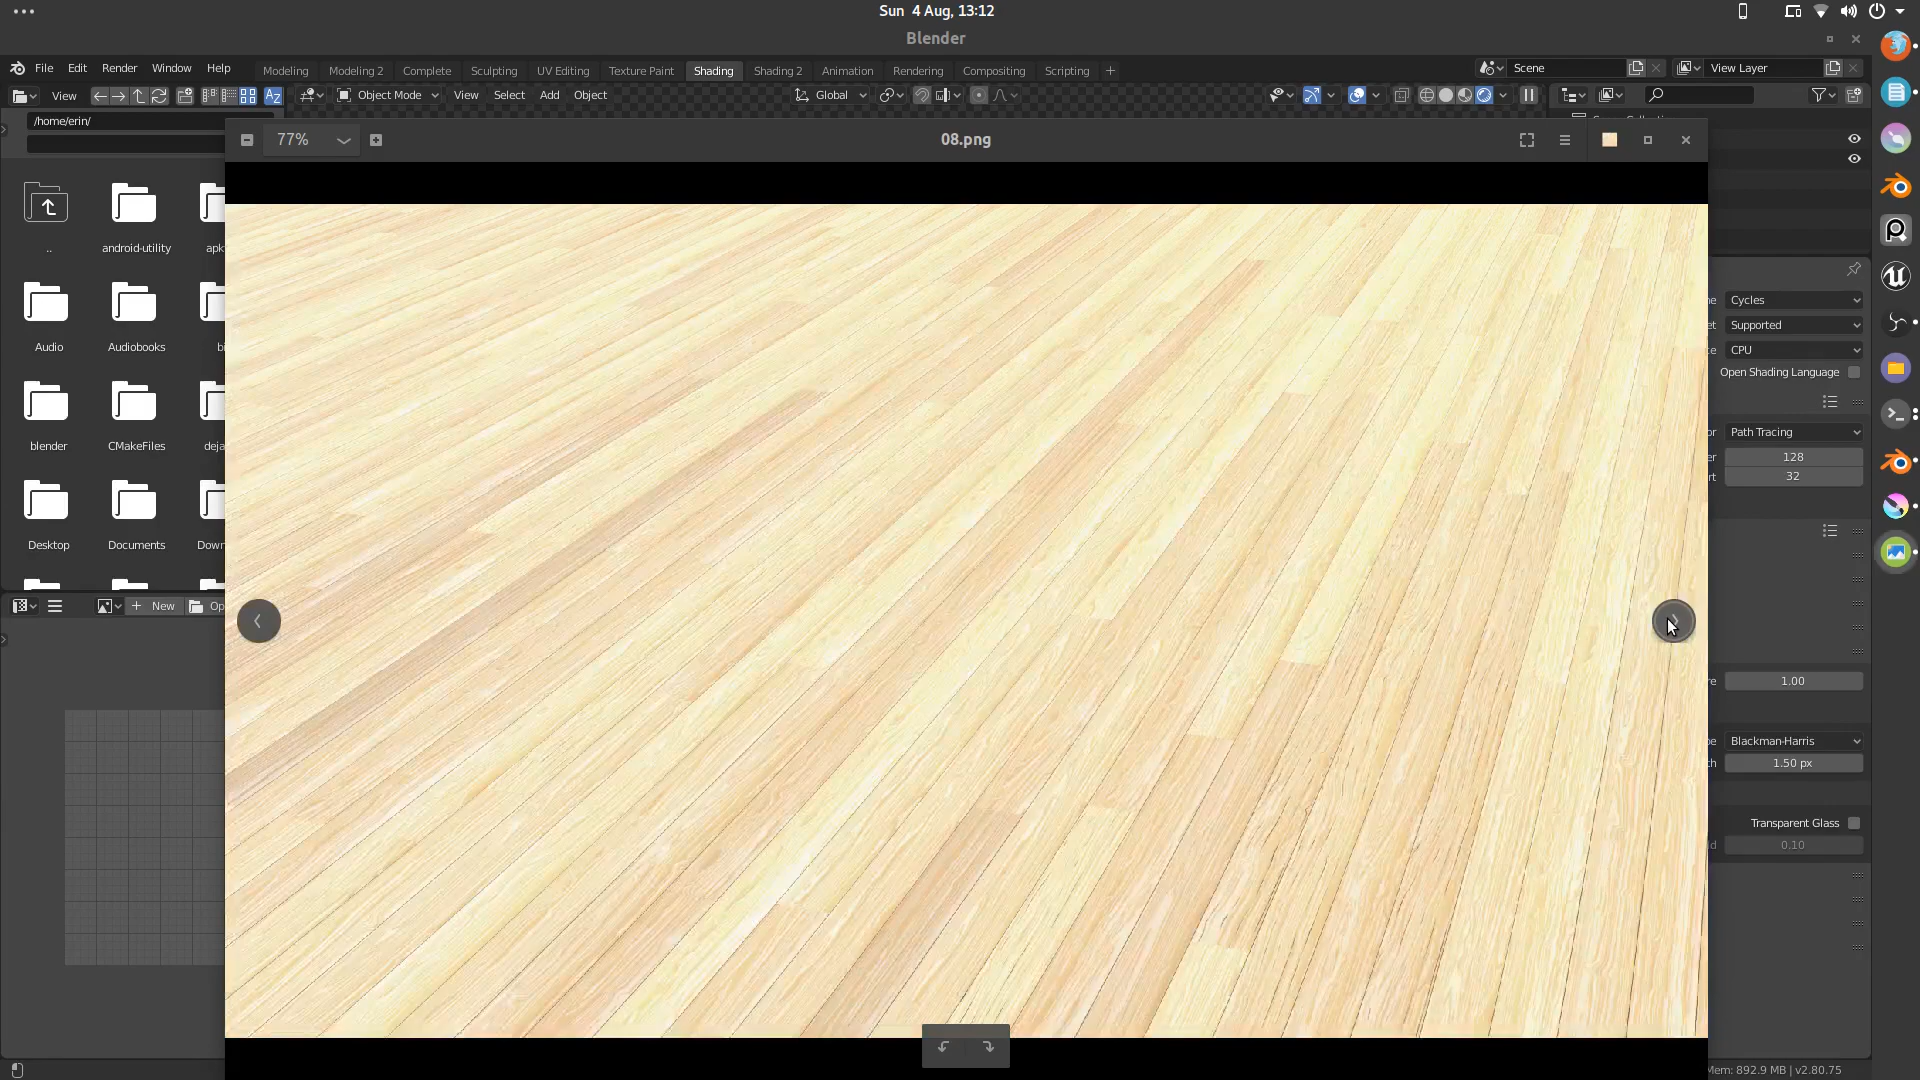 Sun 4 Aug, 13:12
Blender
File Edit Render Window Help
Modeling Modeling 2 Complete Sculpting UV Editing Texture Paint Shading Shading 2 Animation Rendering Compositing Scripting
Scene
View Layer
View
Object Mode
View Select Add Object
Global
/home/erin/
77%
08.png
..
android-utility
apk
Cycles
Supported
CPU
Open Shading Language
Audio
Audiobooks
Path Tracing
128
32
blender
CMakeFiles
deja
Desktop
Documents
Down
New
Op
1.00
Blackman-Harris
1.50 px
Transparent Glass
0.10
Mem: 892.9 MB | v2.80.75